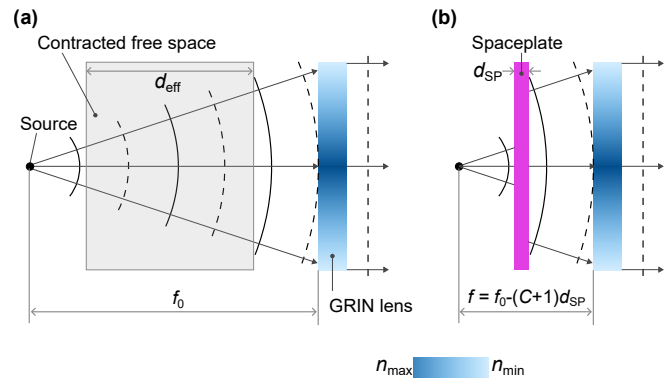 (a)
Contracted free space
d_eff
Source
f_0
GRIN lens
(b)
Spaceplate
d_SP
f = f_0-(C+1)d_SP
n_max
n_min